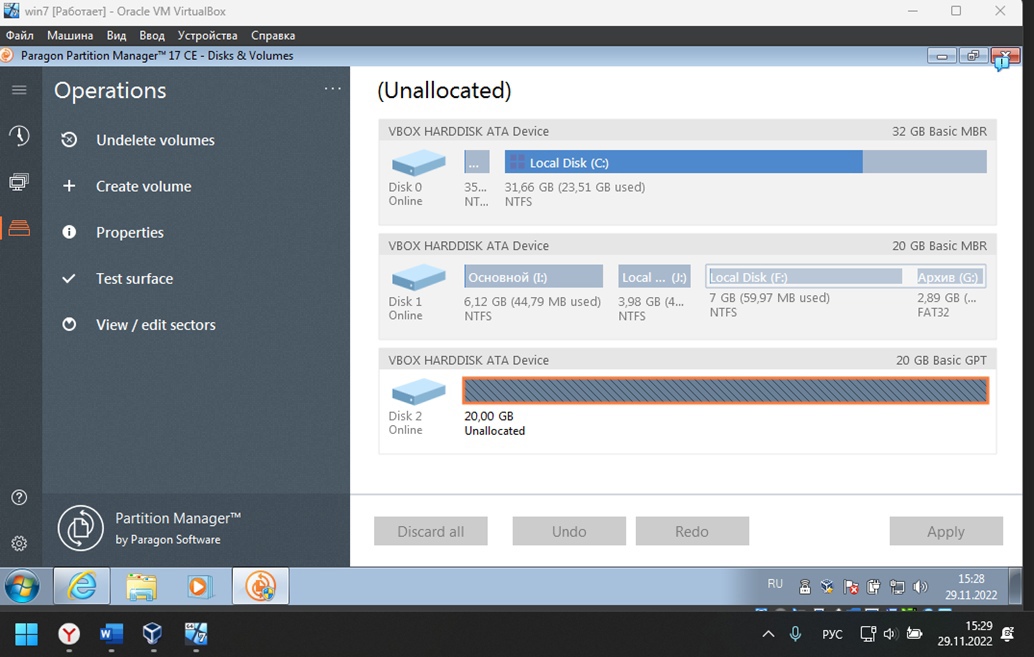 win7 [Работает] - Oracle VM VirtualBox
Файл Машина Вид Ввод Устройства Справка
Paragon Partition Manager™ 17 CE - Disks & Volumes
Operations
...
Undelete volumes
Create volume
Properties
Test surface
View / edit sectors
Partition Manager™
by Paragon Software
(Unallocated)
VBOX HARDDISK ATA Device 32 GB Basic MBR
... Local Disk (C:)
Disk 0 35... 31,66 GB (23,51 GB used)
Online NT... NTFS
VBOX HARDDISK ATA Device 20 GB Basic MBR
Основной (I:) Local ... (J:) Local Disk (F:) Архив (G:)
Disk 1 6,12 GB (44,79 MB used) 3,98 GB (4... 7 GB (59,97 MB used) 2,89 GB (...
Online NTFS NTFS NTFS FAT32
VBOX HARDDISK ATA Device 20 GB Basic GPT
Disk 2 20,00 GB
Online Unallocated
Discard all Undo Redo Apply
RU 15:28
29.11.2022
РУС 15:29
29.11.2022